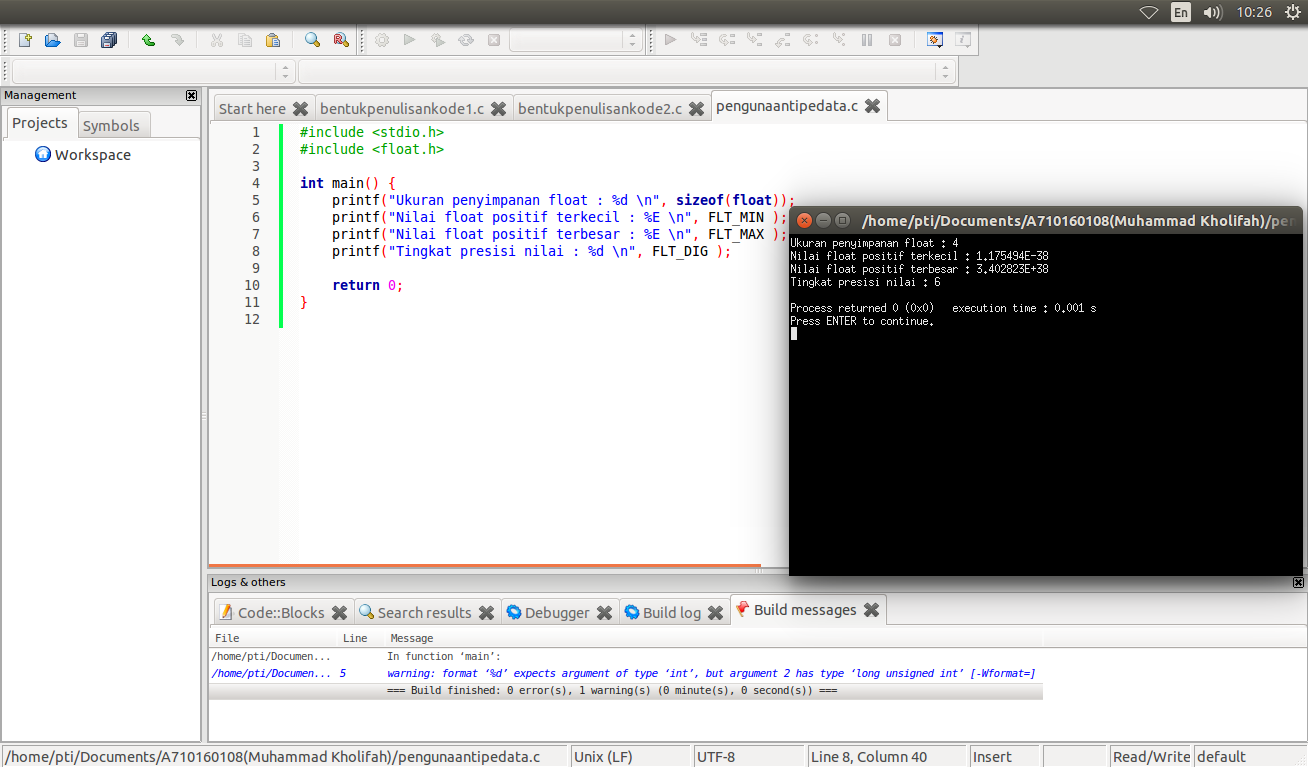 En 10:26
Management
Projects Symbols
Workspace
Start here bentukpenulisankode1.c bentukpenulisankode2.c pengunaantipedata.c
1 #include <stdio.h>
2 #include <float.h>
3
4 int main() {
5 printf("Ukuran penyimpanan float : %d \n", sizeof(float));
6 printf("Nilai float positif terkecil : %E \n", FLT_MIN );
7 printf("Nilai float positif terbesar : %E \n", FLT_MAX );
8 printf("Tingkat presisi nilai : %d \n", FLT_DIG );
9
10 return 0;
11 }
12
/home/pti/Documents/A710160108(Muhammad Kholifah)/pen
Ukuran penyimpanan float : 4
Nilai float positif terkecil : 1.175494E-38
Nilai float positif terbesar : 3.402823E+38
Tingkat presisi nilai : 6
Process returned 0 (0x0) execution time : 0.001 s
Press ENTER to continue.
Logs & others
Code::Blocks Search results Debugger Build log Build messages
File Line Message
/home/pti/Documen... In function ‘main’:
/home/pti/Documen... 5 warning: format ‘%d’ expects argument of type ‘int’, but argument 2 has type ‘long unsigned int’ [-Wformat=]
=== Build finished: 0 error(s), 1 warning(s) (0 minute(s), 0 second(s)) ===
/home/pti/Documents/A710160108(Muhammad Kholifah)/pengunaantipedata.c Unix (LF) UTF-8 Line 8, Column 40 Insert Read/Write default